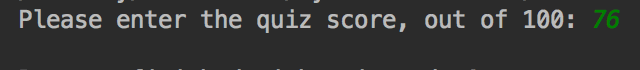 Please enter the quiz score, out of 100: 76